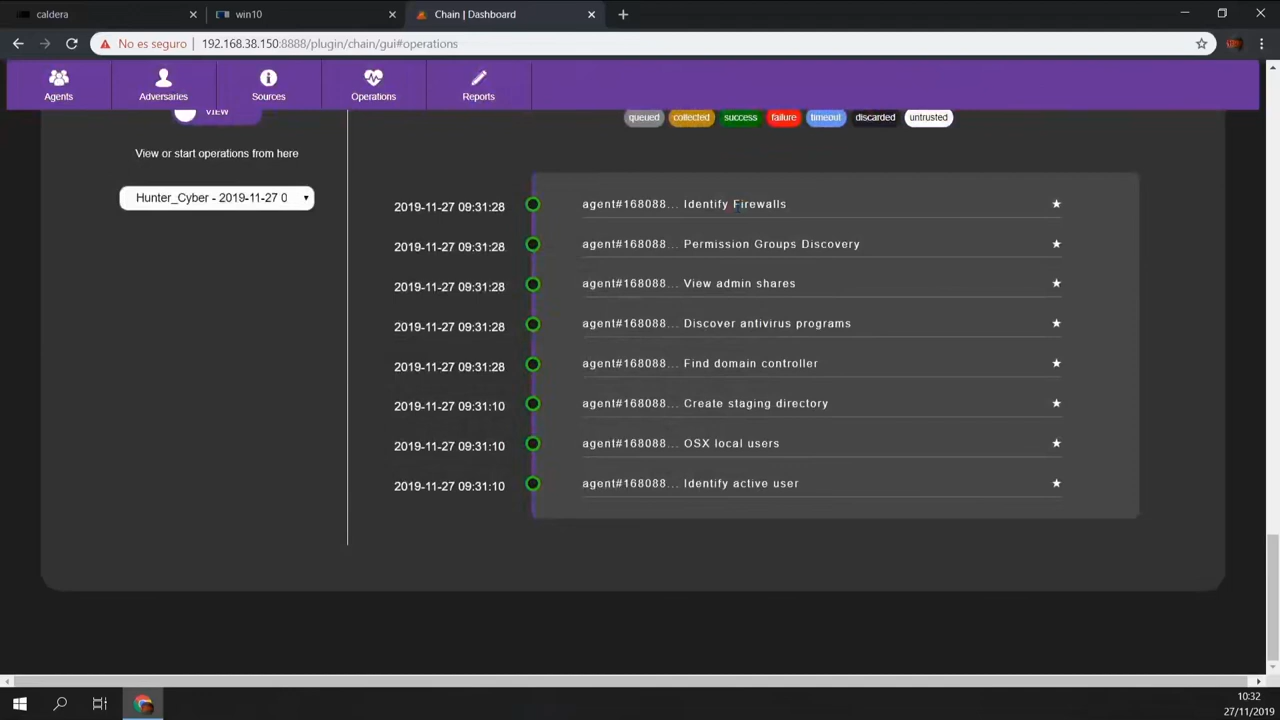 caldera
win10
Chain | Dashboard
No es seguro
192.168.38.150:8888/plugin/chain/gui#operations
Agents
Adversaries
Sources
Operations
Reports
VIEW
queued
collected
success
failure
timeout
discarded
untrusted
View or start operations from here
Hunter_Cyber - 2019-11-27 0
2019-11-27 09:31:28 agent#168088... Identify Firewalls
2019-11-27 09:31:28 agent#168088... Permission Groups Discovery
2019-11-27 09:31:28 agent#168088... View admin shares
2019-11-27 09:31:28 agent#168088... Discover antivirus programs
2019-11-27 09:31:28 agent#168088... Find domain controller
2019-11-27 09:31:10 agent#168088... Create staging directory
2019-11-27 09:31:10 agent#168088... OSX local users
2019-11-27 09:31:10 agent#168088... Identify active user
10:32
27/11/2019